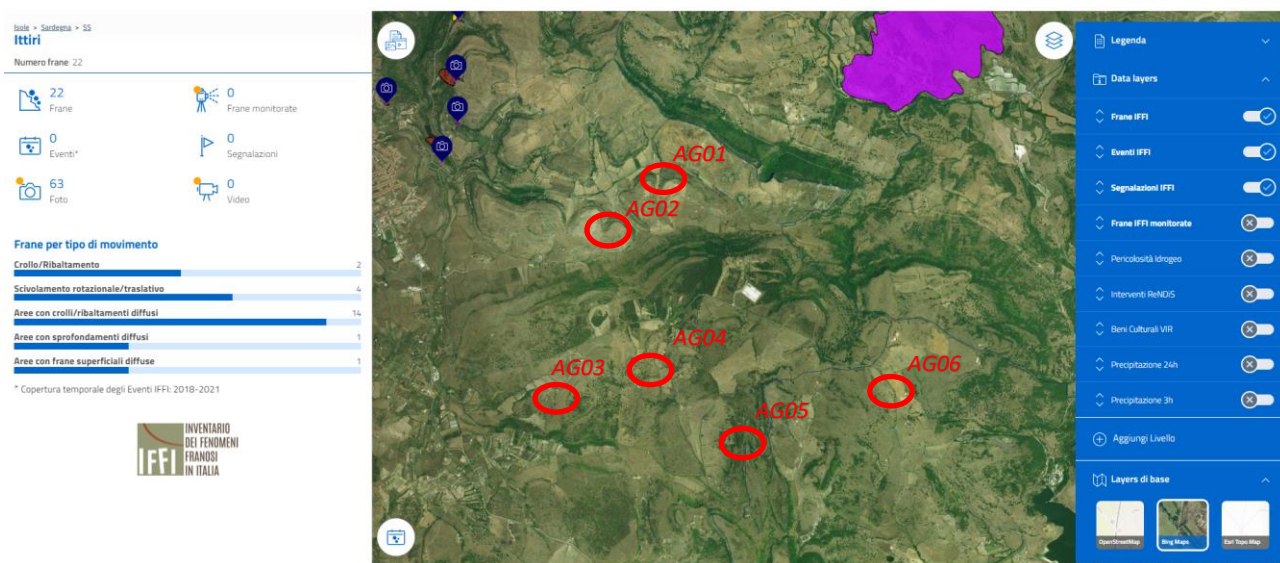 Isole > Sardegna > SS
Ittiri
Numero frane 22
22
Frane
0
Frane monitorate
0
Eventi*
0
Segnalazioni
63
Foto
0
Video
Frane per tipo di movimento
Crollo/Ribaltamento 2
Scivolamento rotazionale/traslativo 4
Aree con crolli/ribaltamenti diffusi 14
Aree con sprofondamenti diffusi 1
Aree con frane superficiali diffuse 1
* Copertura temporale degli Eventi IFFI: 2018-2021
IFFI
INVENTARIO
DEI FENOMENI
FRANOSI
IN ITALIA
AG01
AG02
AG03
AG04
AG05
AG06
Legenda
Data layers
Frane IFFI
Eventi IFFI
Segnalazioni IFFI
Frane IFFI monitorate
Pericolosità Idrogeo
Interventi ReNDiS
Beni Culturali VIR
Precipitazione 24h
Precipitazione 3h
Aggiungi Livello
Layers di base
OpenStreetMap
Bing Maps
Esri Topo Map